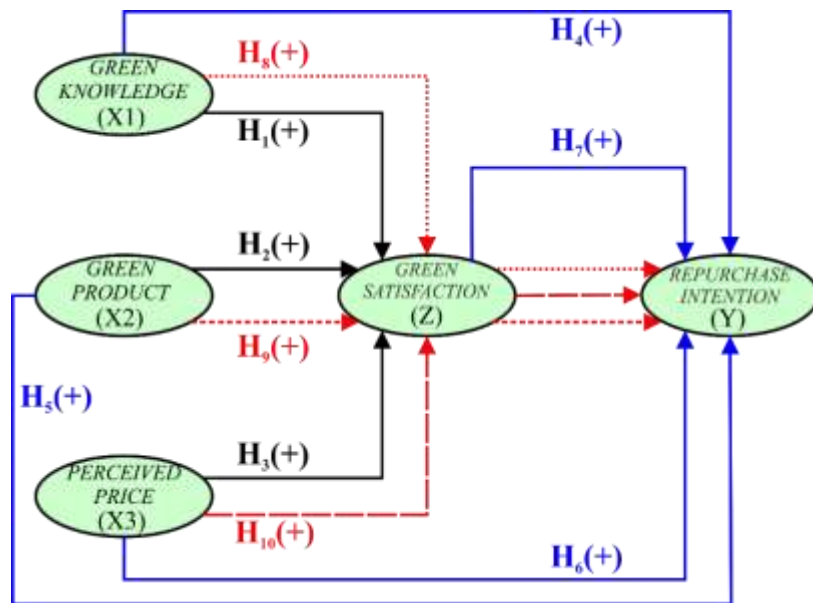 H₄(+)
H₈(+)
GREEN
KNOWLEDGE
(X1)
H₁(+)
H₇(+)
H₂(+)
GREEN
PRODUCT
(X2)
GREEN
SATISFACTION
(Z)
REPURCHASE
INTENTION
(Y)
H₉(+)
H₅(+)
H₃(+)
PERCEIVED
PRICE
(X3)
H₁₀(+)
H₆(+)